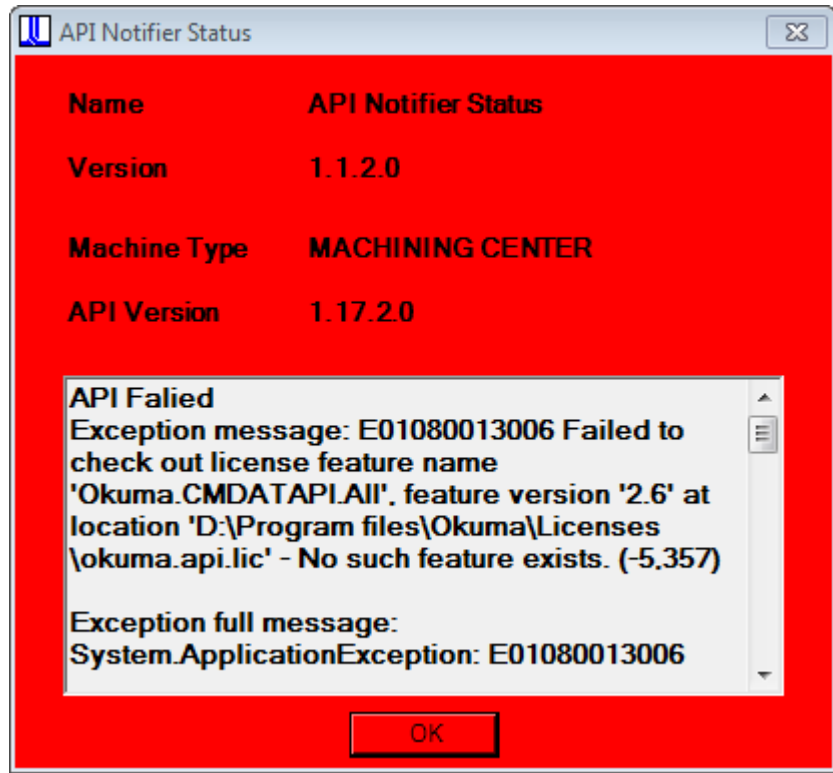 API Notifier Status
Name API Notifier Status
Version 1.1.2.0
Machine Type MACHINING CENTER
API Version 1.17.2.0
API Falied
Exception message: E01080013006 Failed to
check out license feature name
'Okuma.CMDATAPI.All', feature version '2.6' at
location 'D:\Program files\Okuma\Licenses
\okuma.api.lic' - No such feature exists. (-5,357)
Exception full message:
System.ApplicationException: E01080013006
OK